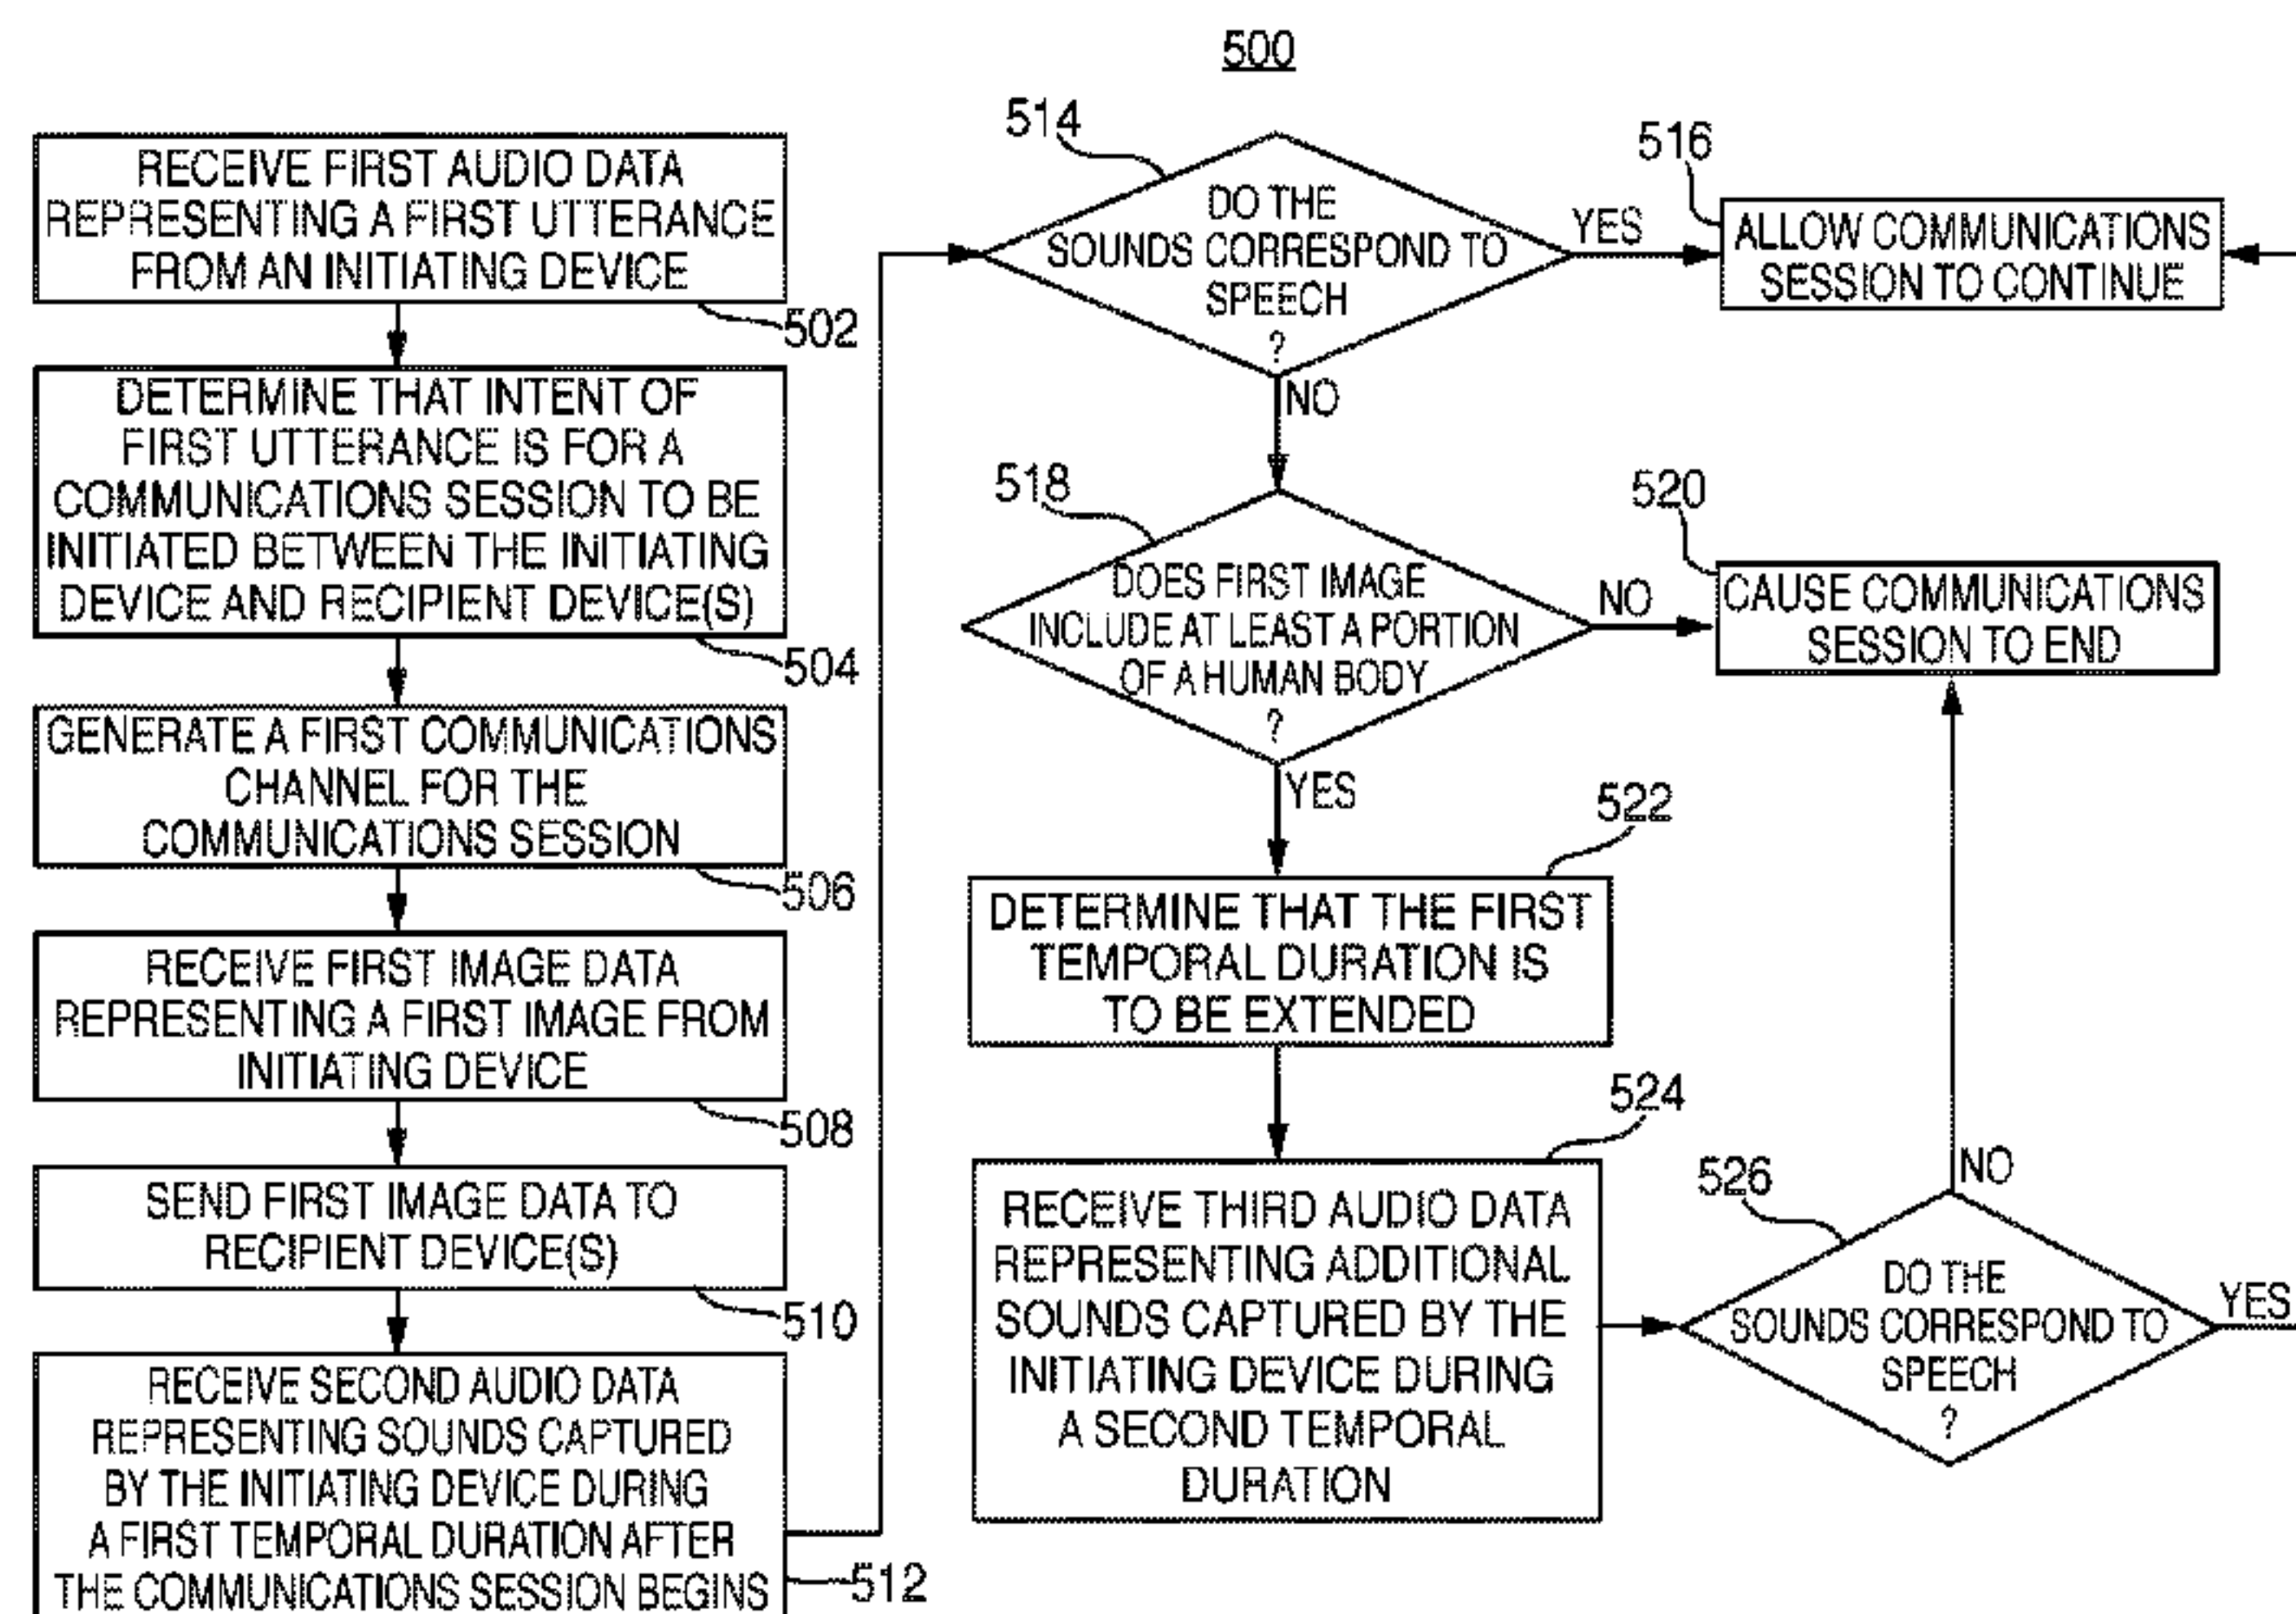 500
RECEIVE FIRST AUDIO DATA
REPRESENTING A FIRST UTTERANCE
FROM AN INITIATING DEVICE
502
DETERMINE THAT INTENT OF
FIRST UTTERANCE IS FOR A
COMMUNICATIONS SESSION TO BE
INITIATED BETWEEN THE INITIATING
DEVICE AND RECIPIENT DEVICE(S)
504
GENERATE A FIRST COMMUNICATIONS
CHANNEL FOR THE
COMMUNICATIONS SESSION
506
RECEIVE FIRST IMAGE DATA
REPRESENTING A FIRST IMAGE FROM
INITIATING DEVICE
508
SEND FIRST IMAGE DATA TO
RECIPIENT DEVICE(S)
510
RECEIVE SECOND AUDIO DATA
REPRESENTING SOUNDS CAPTURED
BY THE INITIATING DEVICE DURING
A FIRST TEMPORAL DURATION AFTER
THE COMMUNICATIONS SESSION BEGINS
512
514
DO THE
SOUNDS CORRESPOND TO
SPEECH
?
YES
NO
516
ALLOW COMMUNICATIONS
SESSION TO CONTINUE
518
DOES FIRST IMAGE
INCLUDE AT LEAST A PORTION
OF A HUMAN BODY
?
NO
YES
520
CAUSE COMMUNICATIONS
SESSION TO END
522
DETERMINE THAT THE FIRST
TEMPORAL DURATION IS
TO BE EXTENDED
524
RECEIVE THIRD AUDIO DATA
REPRESENTING ADDITIONAL
SOUNDS CAPTURED BY THE
INITIATING DEVICE DURING
A SECOND TEMPORAL
DURATION
526
DO THE
SOUNDS CORRESPOND TO
SPEECH
?
NO
YES